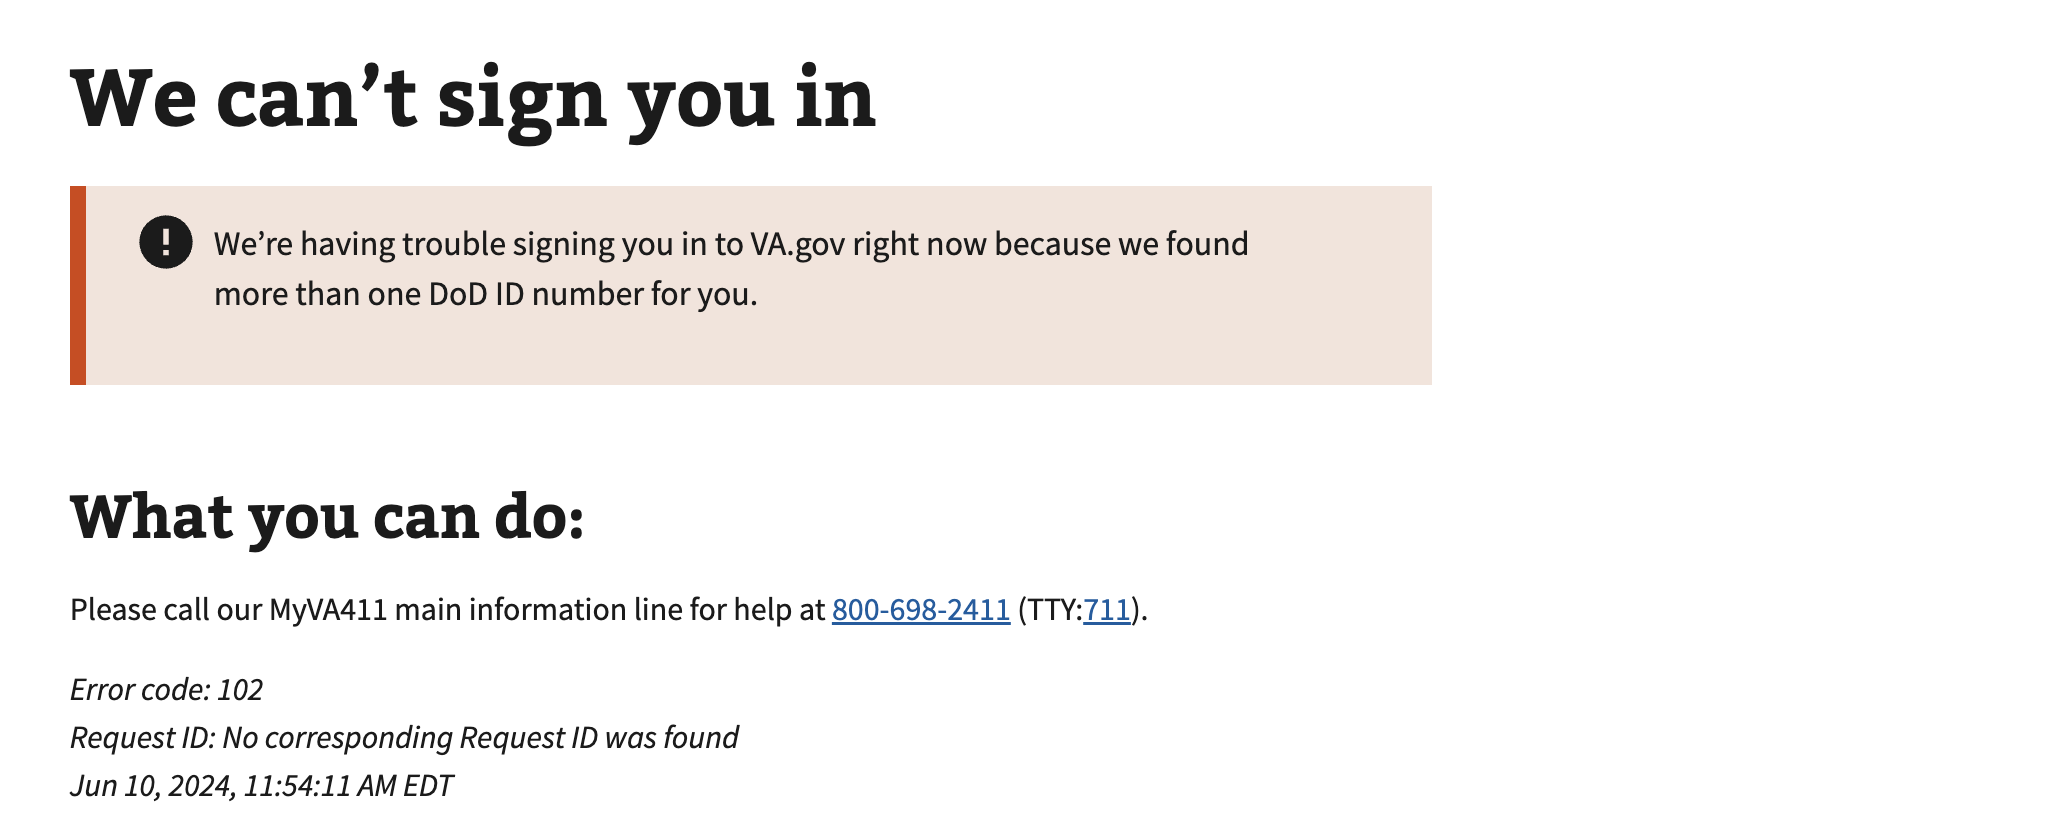 We can’t sign you in
We’re having trouble signing you in to VA.gov right now because we found
more than one DoD ID number for you.
What you can do:
Please call our MyVA411 main information line for help at 800-698-2411 (TTY:711).
Error code: 102
Request ID: No corresponding Request ID was found
Jun 10, 2024, 11:54:11 AM EDT